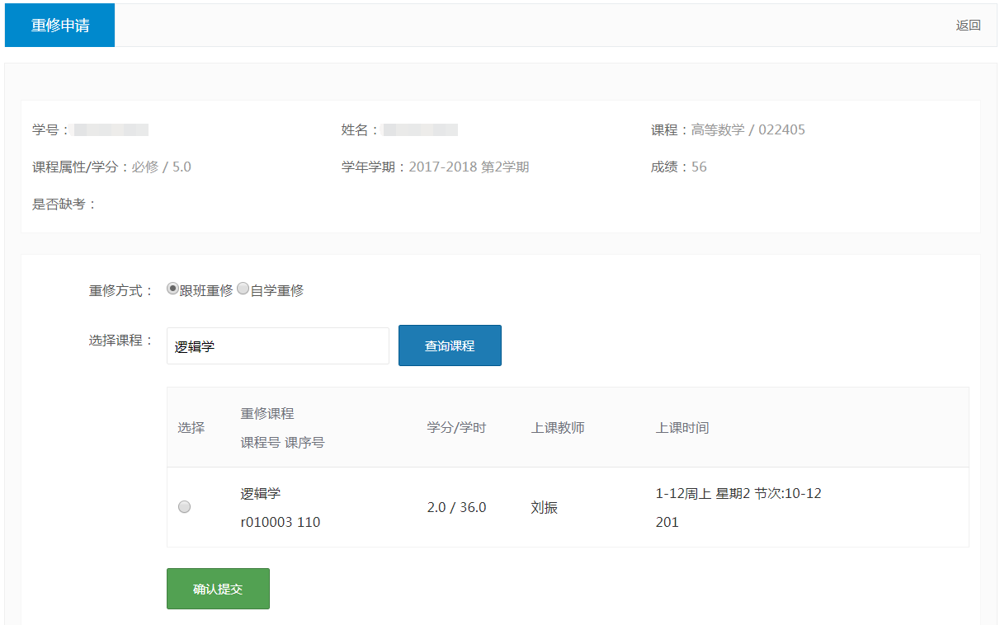 重修申请
返回
学号：
姓名：
课程：高等数学 / 022405
课程属性/学分：必修 / 5.0
学年学期：2017-2018 第2学期
成绩：56
是否缺考：
重修方式：
跟班重修
自学重修
选择课程：
逻辑学
查询课程
选择
重修课程
课程号 课序号
学分/学时
上课教师
上课时间
逻辑学
r010003 110
2.0 / 36.0
刘振
1-12周上 星期2 节次:10-12
201
确认提交